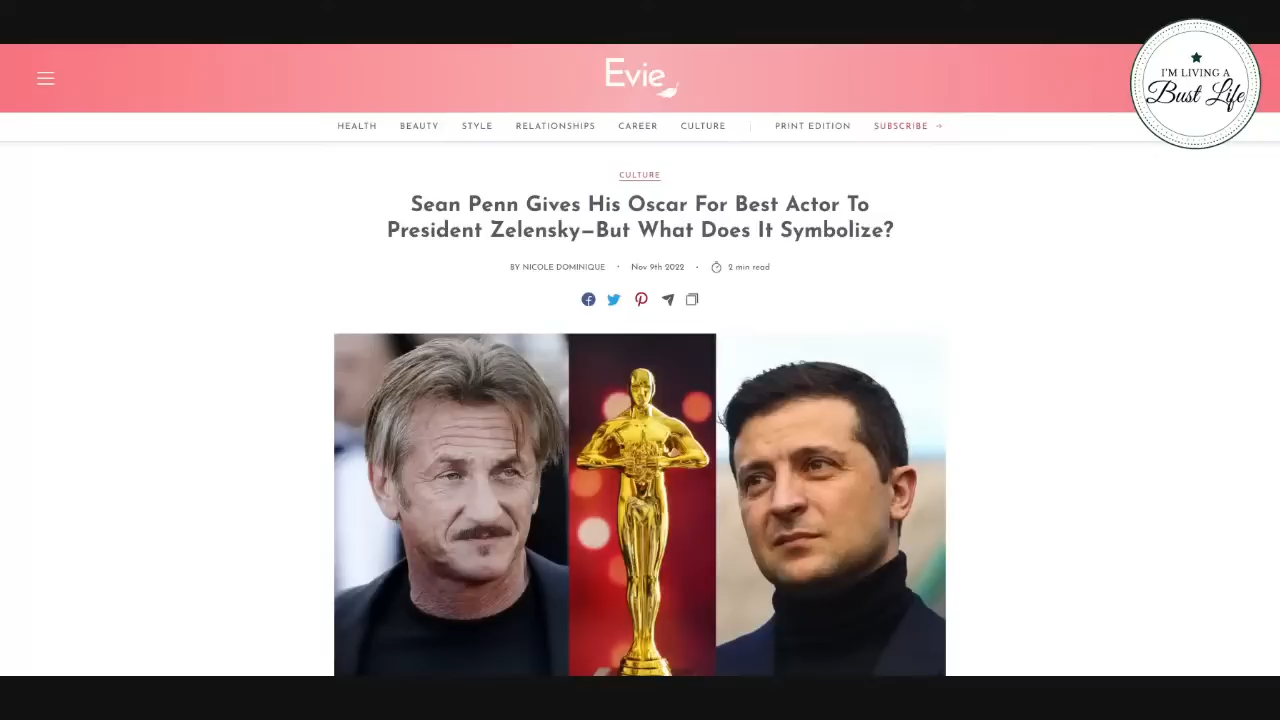 I'M LIVING A
Bust Life
Evie
HEALTH BEAUTY STYLE RELATIONSHIPS CAREER CULTURE PRINT EDITION SUBSCRIBE →
CULTURE
Sean Penn Gives His Oscar For Best Actor To
President Zelensky—But What Does It Symbolize?
BY NICOLE DOMINIQUE · Nov 9th 2022 · 2 min read